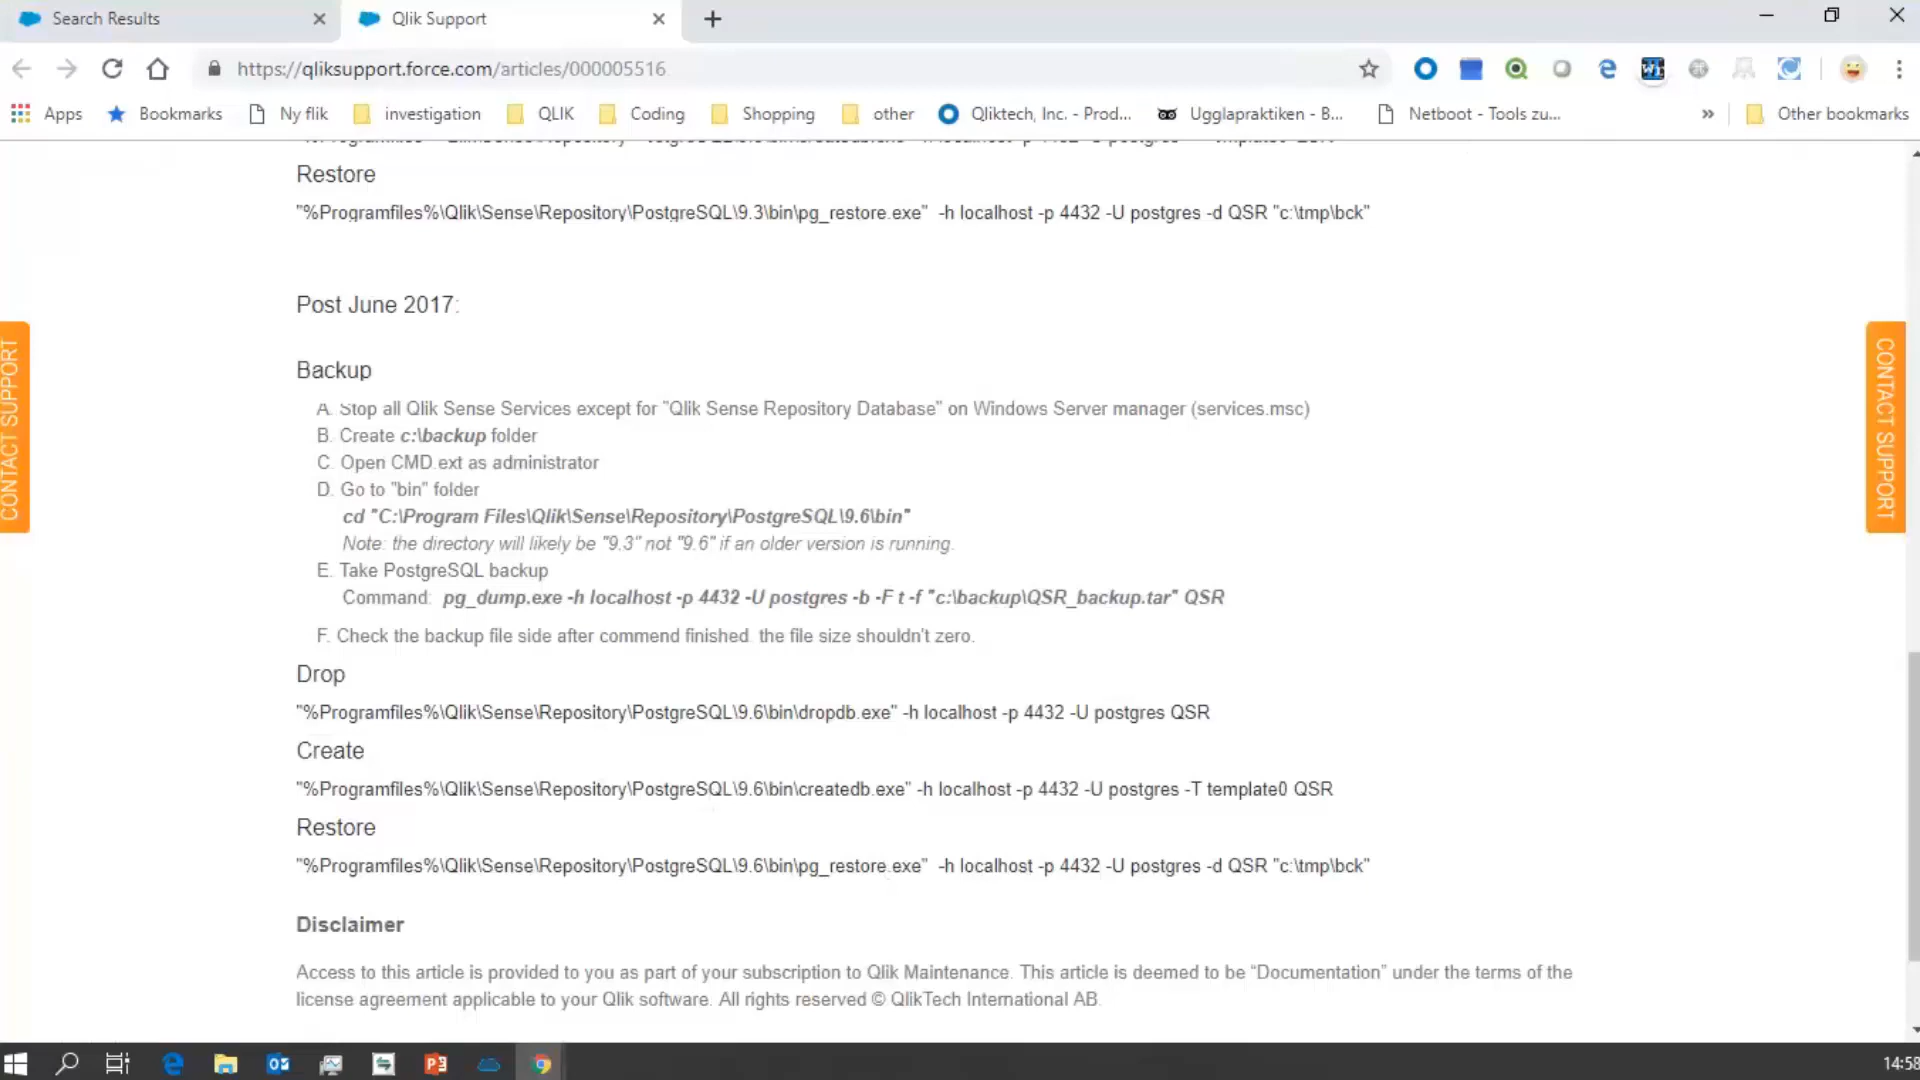 Search Results
Qlik Support
https://qliksupport.force.com/articles/000005516
Apps Bookmarks Ny flik investigation QLIK Coding Shopping other Qliktech, Inc. - Prod... Ugglapraktiken - B... Netboot - Tools zu... » Other bookmarks
Restore
"%Programfiles%\Qlik\Sense\Repository\PostgreSQL\9.3\bin\pg_restore.exe" -h localhost -p 4432 -U postgres -d QSR "c:\tmp\bck"
Post June 2017:
Backup
A. Stop all Qlik Sense Services except for "Qlik Sense Repository Database" on Windows Server manager (services.msc)
B. Create c:\backup folder
C. Open CMD.ext as administrator
D. Go to "bin" folder
cd "C:\Program Files\Qlik\Sense\Repository\PostgreSQL\9.6\bin"
Note: the directory will likely be "9.3" not "9.6" if an older version is running.
E. Take PostgreSQL backup
Command: pg_dump.exe -h localhost -p 4432 -U postgres -b -F t -f "c:\backup\QSR_backup.tar" QSR
F. Check the backup file side after commend finished. the file size shouldn't zero.
Drop
"%Programfiles%\Qlik\Sense\Repository\PostgreSQL\9.6\bin\dropdb.exe" -h localhost -p 4432 -U postgres QSR
Create
"%Programfiles%\Qlik\Sense\Repository\PostgreSQL\9.6\bin\createdb.exe" -h localhost -p 4432 -U postgres -T template0 QSR
Restore
"%Programfiles%\Qlik\Sense\Repository\PostgreSQL\9.6\bin\pg_restore.exe" -h localhost -p 4432 -U postgres -d QSR "c:\tmp\bck"
Disclaimer
Access to this article is provided to you as part of your subscription to Qlik Maintenance. This article is deemed to be “Documentation” under the terms of the
license agreement applicable to your Qlik software. All rights reserved © QlikTech International AB.
CONTACT SUPPORT
CONTACT SUPPORT
14:58